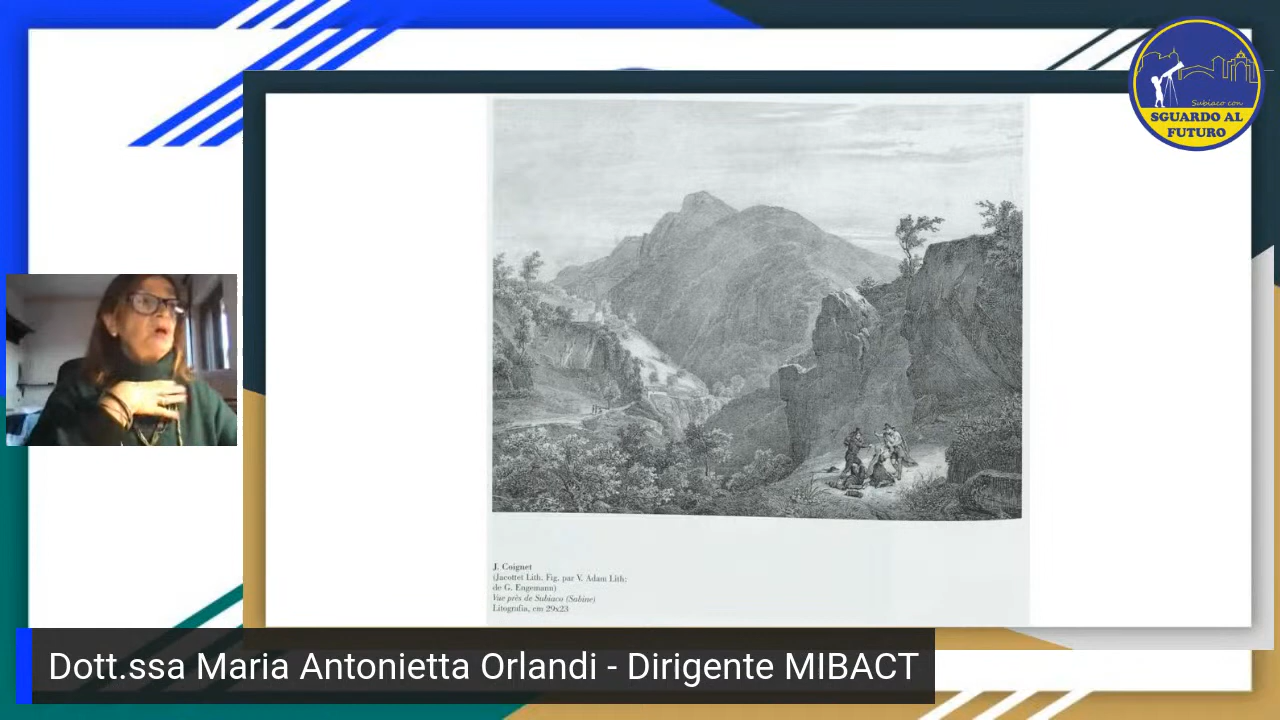 Subiaco con
SGUARDO AL
FUTURO
J. Coignet
(Jacottet Lith. Fig. par V. Adam Lith:
de G. Engemann)
Vue près de Subiaco (Sabine)
Litografia, cm 29x23
Dott.ssa Maria Antonietta Orlandi - Dirigente MIBACT